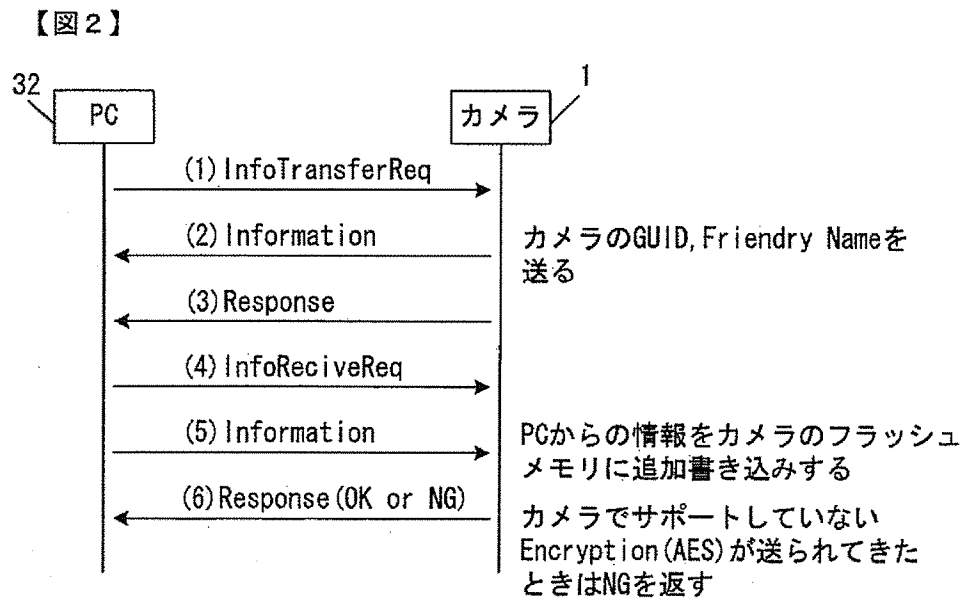 【図2】
32
PC
1
カメラ
(1)InfoTransferReq
(2)Information
カメラのGUID,Friendry Nameを
送る
(3)Response
(4)InfoReciveReq
(5)Information
PCからの情報をカメラのフラッシュ
メモリに追加書き込みする
(6)Response(OK or NG)
カメラでサポートしていない
Encryption(AES)が送られてきた
ときはNGを返す